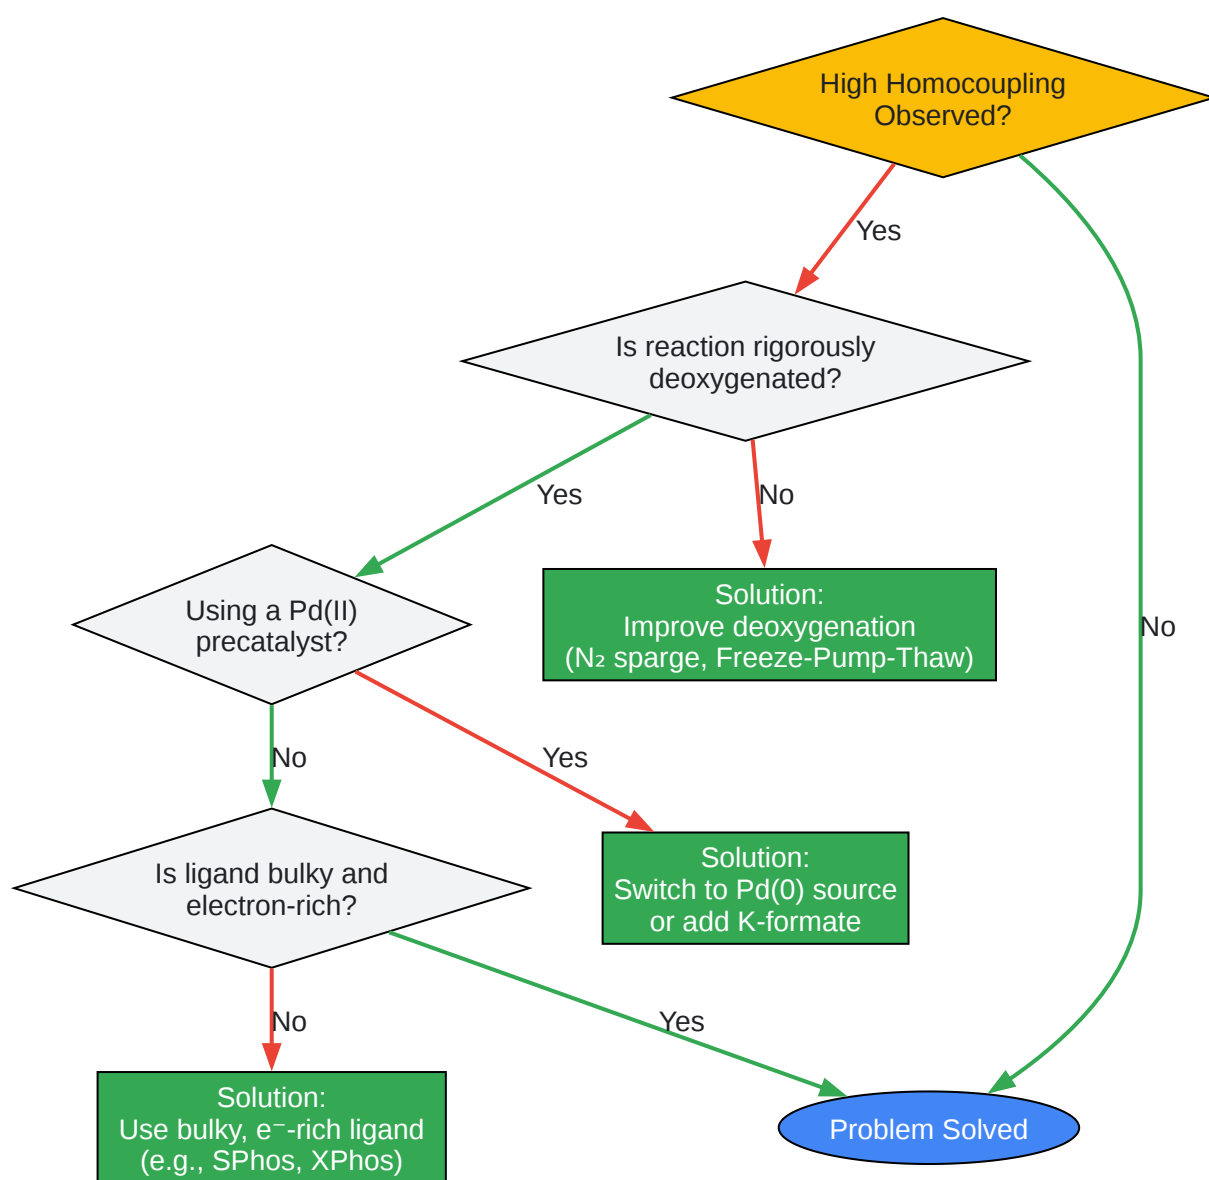 High Homocoupling
Observed?
Yes
Is reaction rigorously
deoxygenated?
Yes
No
Using a Pd(II)
precatalyst?
Solution:
Improve deoxygenation
(N₂ sparge, Freeze-Pump-Thaw)
No
No
Yes
Is ligand bulky and
electron-rich?
Solution:
Switch to Pd(0) source
or add K-formate
No
Yes
Solution:
Use bulky, e⁻-rich ligand
(e.g., SPhos, XPhos)
Problem Solved